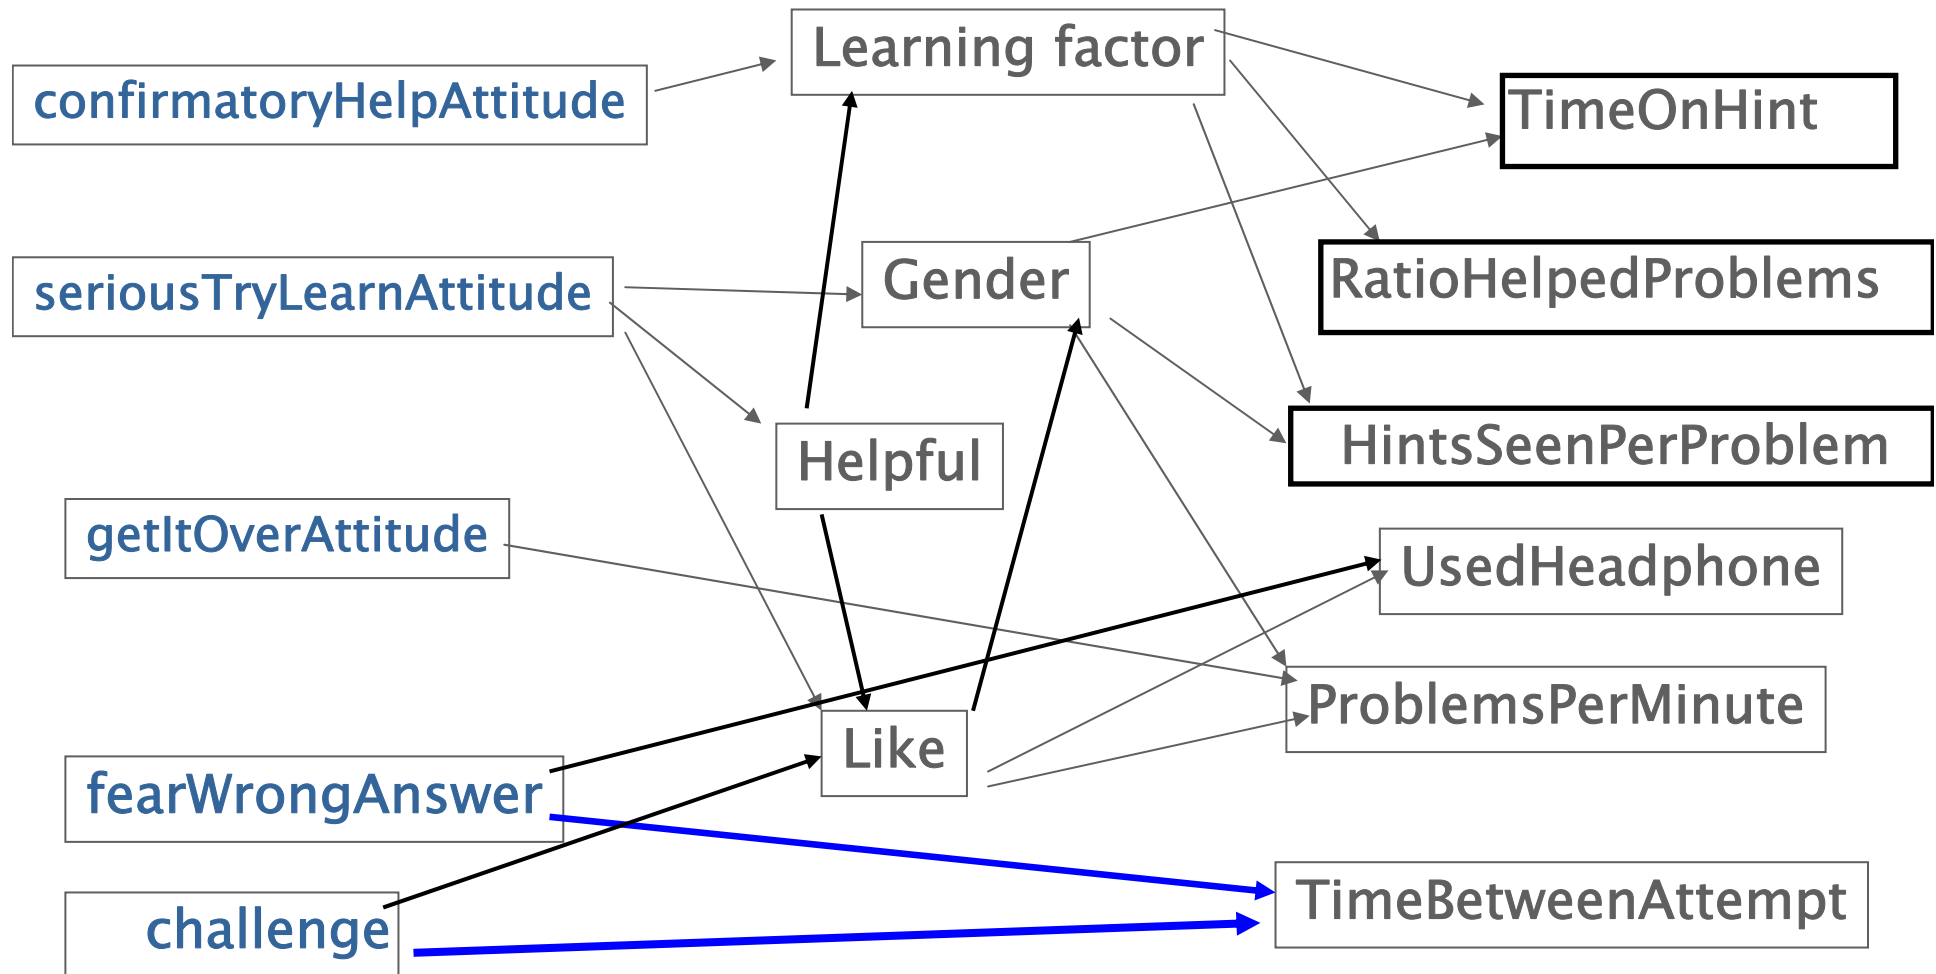 Learning factor
confirmatoryHelpAttitude
TimeOnHint
seriousTryLearnAttitude
Gender
RatioHelpedProblems
Helpful
HintsSeenPerProblem
getItOverAttitude
UsedHeadphone
ProblemsPerMinute
Like
fearWrongAnswer
TimeBetweenAttempt
challenge